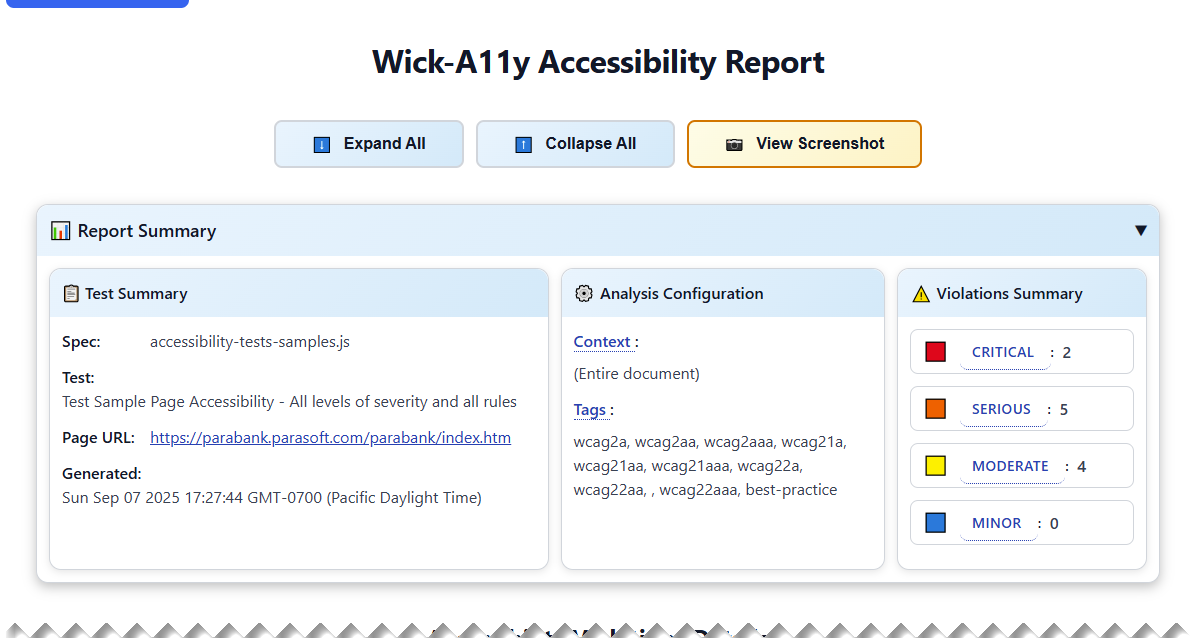 Wick-A11y Accessibility Report
Expand All
Collapse All
View Screenshot
Report Summary
Test Summary
Spec: accessibility-tests-samples.js
Test:
Test Sample Page Accessibility - All levels of severity and all rules
Page URL: https://parabank.parasoft.com/parabank/index.htm
Generated:
Sun Sep 07 2025 17:27:44 GMT-0700 (Pacific Daylight Time)
Analysis Configuration
Context :
(Entire document)
Tags :
wcag2a, wcag2aa, wcag2aaa, wcag21a,
wcag21aa, wcag21aaa, wcag22a,
wcag22aa, , wcag22aaa, best-practice
Violations Summary
CRITICAL : 2
SERIOUS : 5
MODERATE : 4
MINOR : 0